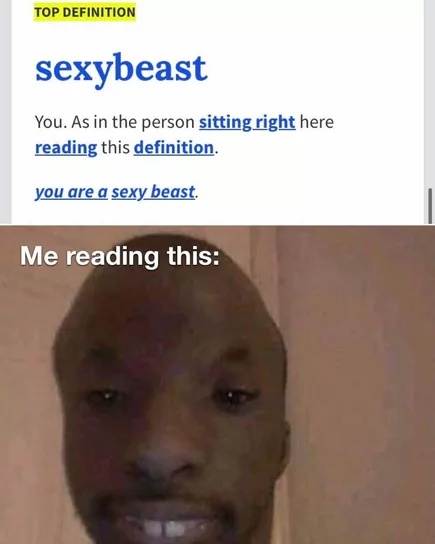 TOP DEFINITION
sexybeast
You. As in the person sitting right here
reading this definition.
you are a sexy beast.
Me reading this: